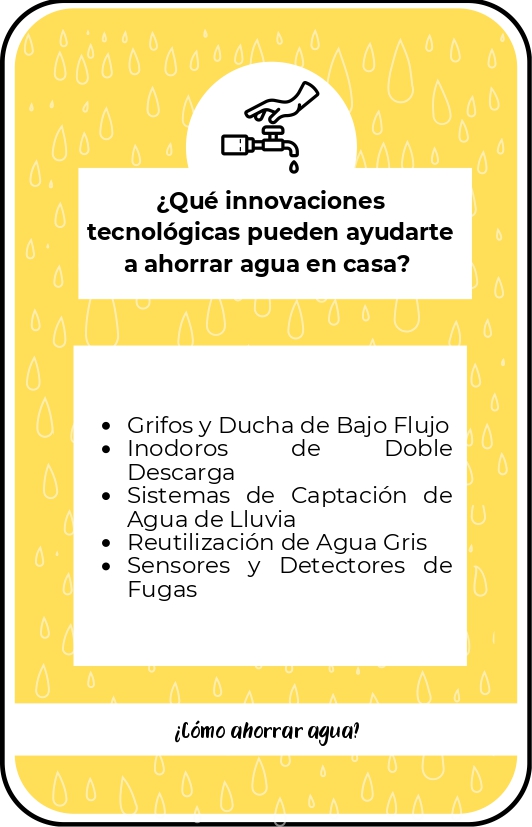 ¿Qué innovaciones
tecnológicas pueden ayudarte
a ahorrar agua en casa?
• Grifos y Ducha de Bajo Flujo
• Inodoros de Doble
Descarga
• Sistemas de Captación de
Agua de Lluvia
• Reutilización de Agua Gris
• Sensores y Detectores de
Fugas
¿Cómo ahorrar agua?